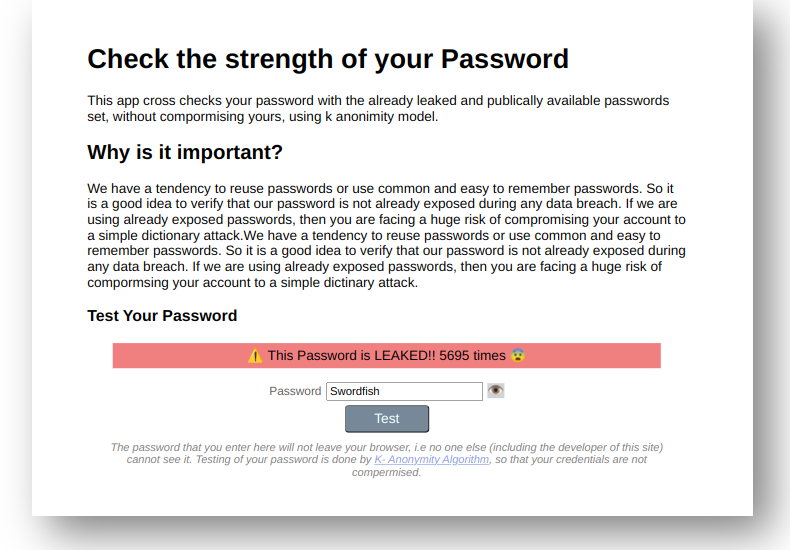 Check the strength of your Password
This app cross checks your password with the already leaked and publically available passwords
set, without compormising yours, using k anonimity model.
Why is it important?
We have a tendency to reuse passwords or use common and easy to remember passwords. So it
is a good idea to verify that our password is not already exposed during any data breach. If we are
using already exposed passwords, then you are facing a huge risk of compromising your account to
a simple dictionary attack.We have a tendency to reuse passwords or use common and easy to
remember passwords. So it is a good idea to verify that our password is not already exposed during
any data breach. If we are using already exposed passwords, then you are facing a huge risk of
compormsing your account to a simple dictinary attack.
Test Your Password
⚠️ This Password is LEAKED!! 5695 times 😨
Password Swordfish 👁️
Test
The password that you enter here will not leave your browser, i.e no one else (including the developer of this site)
cannot see it. Testing of your password is done by K- Anonymity Algorithm, so that your credentials are not
compermised.